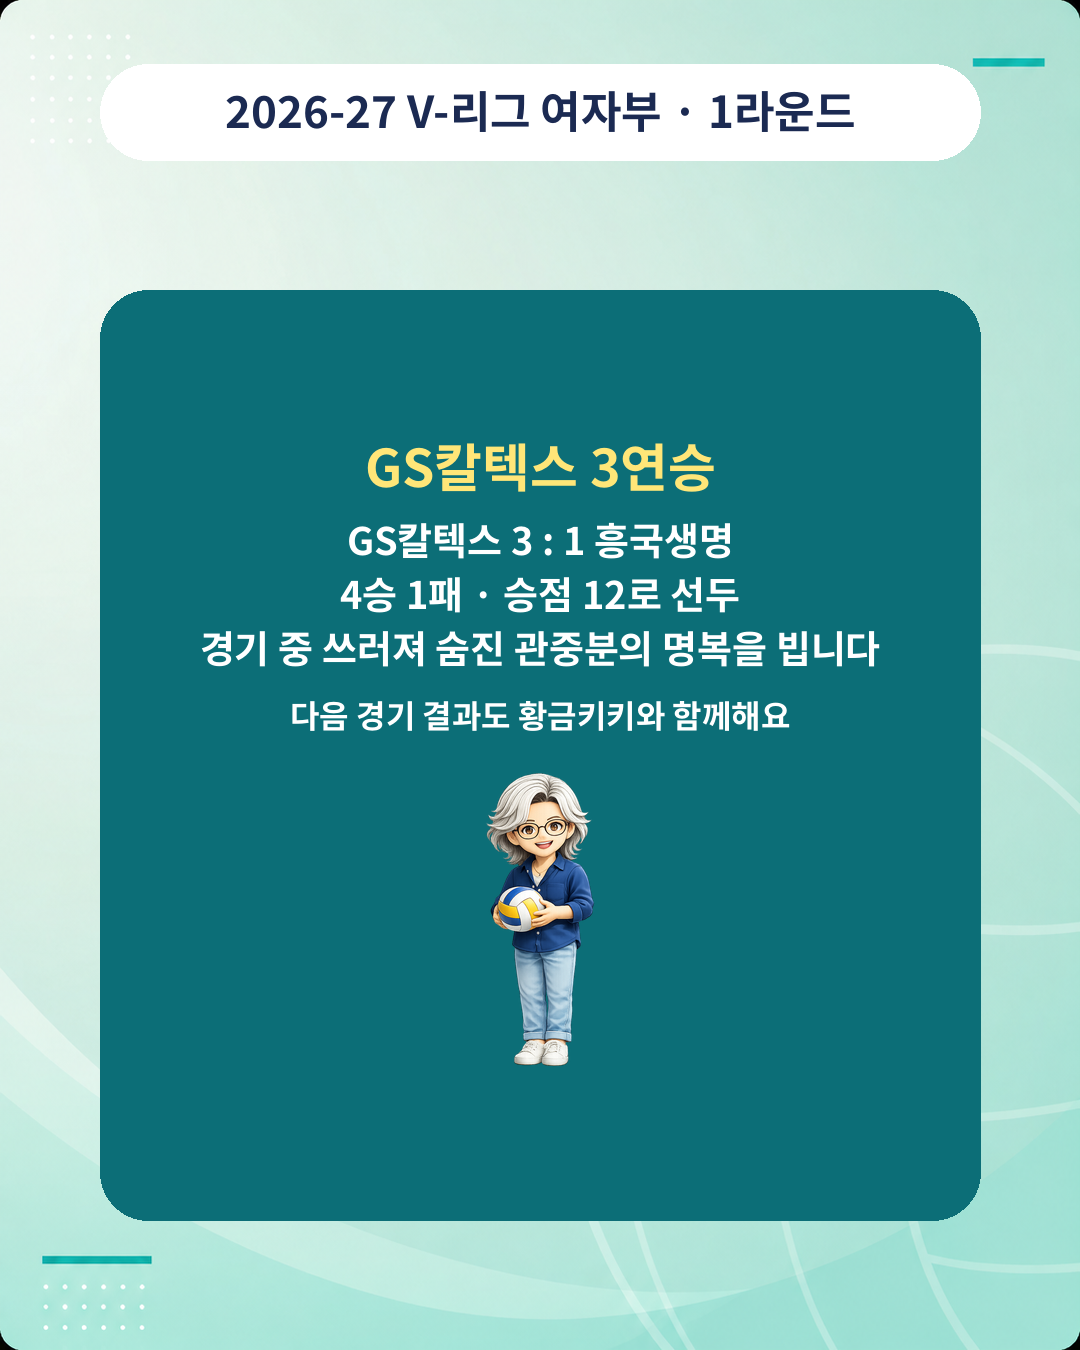 2026-27 V-리그 여자부 · 1라운드
GS칼텍스 3연승
GS칼텍스 3 : 1 흥국생명
4승 1패 · 승점 12로 선두
경기 중 쓰러져 숨진 관중분의 명복을 빕니다
다음 경기 결과도 황금키키와 함께해요